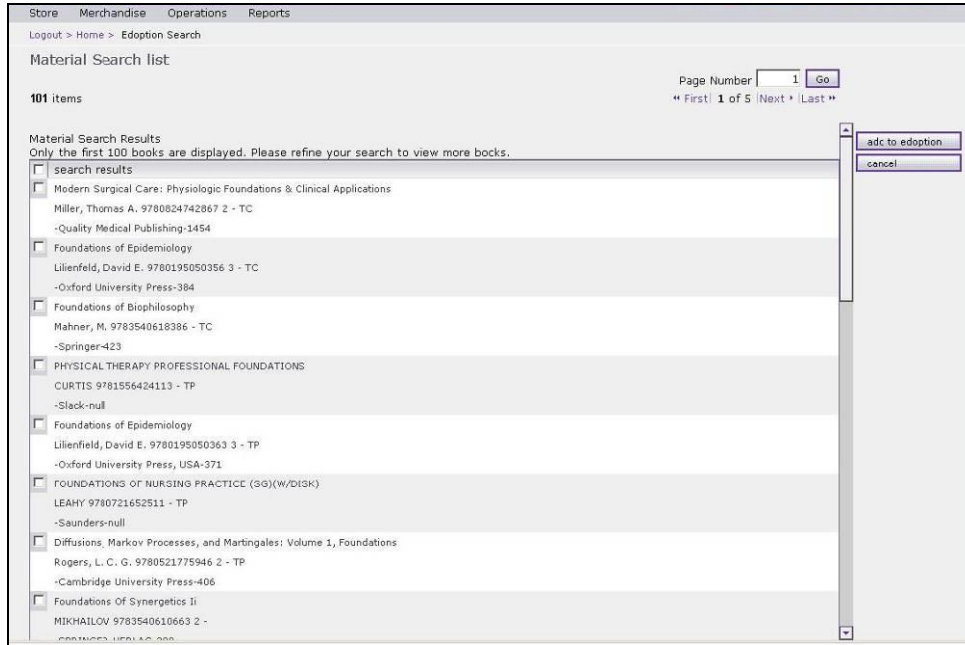 Store Merchandise Operations Reports
Logout > Home > Edoption Search
Material Search list
Page Number 1 Go
101 items
« First| 1 of 5 |Next › |Last »
Material Search Results
Only the first 100 books are displayed. Please refine your search to view more bocks.
adc to edoption
cancel
search results
Modern Surgical Care: Physiologic Foundations & Clinical Applications
Miller, Thomas A. 9780824742867 2 - TC
-Quality Medical Publishing-1454
Foundations of Epidemiology
Lilienfeld, David E. 9780195050356 3 - TC
-Oxford University Press-384
Foundations of Biophilosophy
Mahner, M. 9783540618386 - TC
-Springer-423
PHYSICAL THERAPY PROFESSIONAL FOUNDATIONS
CURTIS 9781556424113 - TP
-Slack-null
Foundations of Epidemiology
Lilienfield, David E. 9780195050363 3 - TP
-Oxford University Press, USA-371
FOUNDATIONS OF NURSING PRACTICE (SG)(W/DISK)
LEAHY 9780721652511 - TP
-Saunders-null
Diffusions, Markov Processes, and Martingales: Volume 1, Foundations
Rogers, L. C. G. 9780521775946 2 - TP
-Cambridge University Press-406
Foundations Of Synergetics Ii
MIKHAILOV 9783540610663 2 -